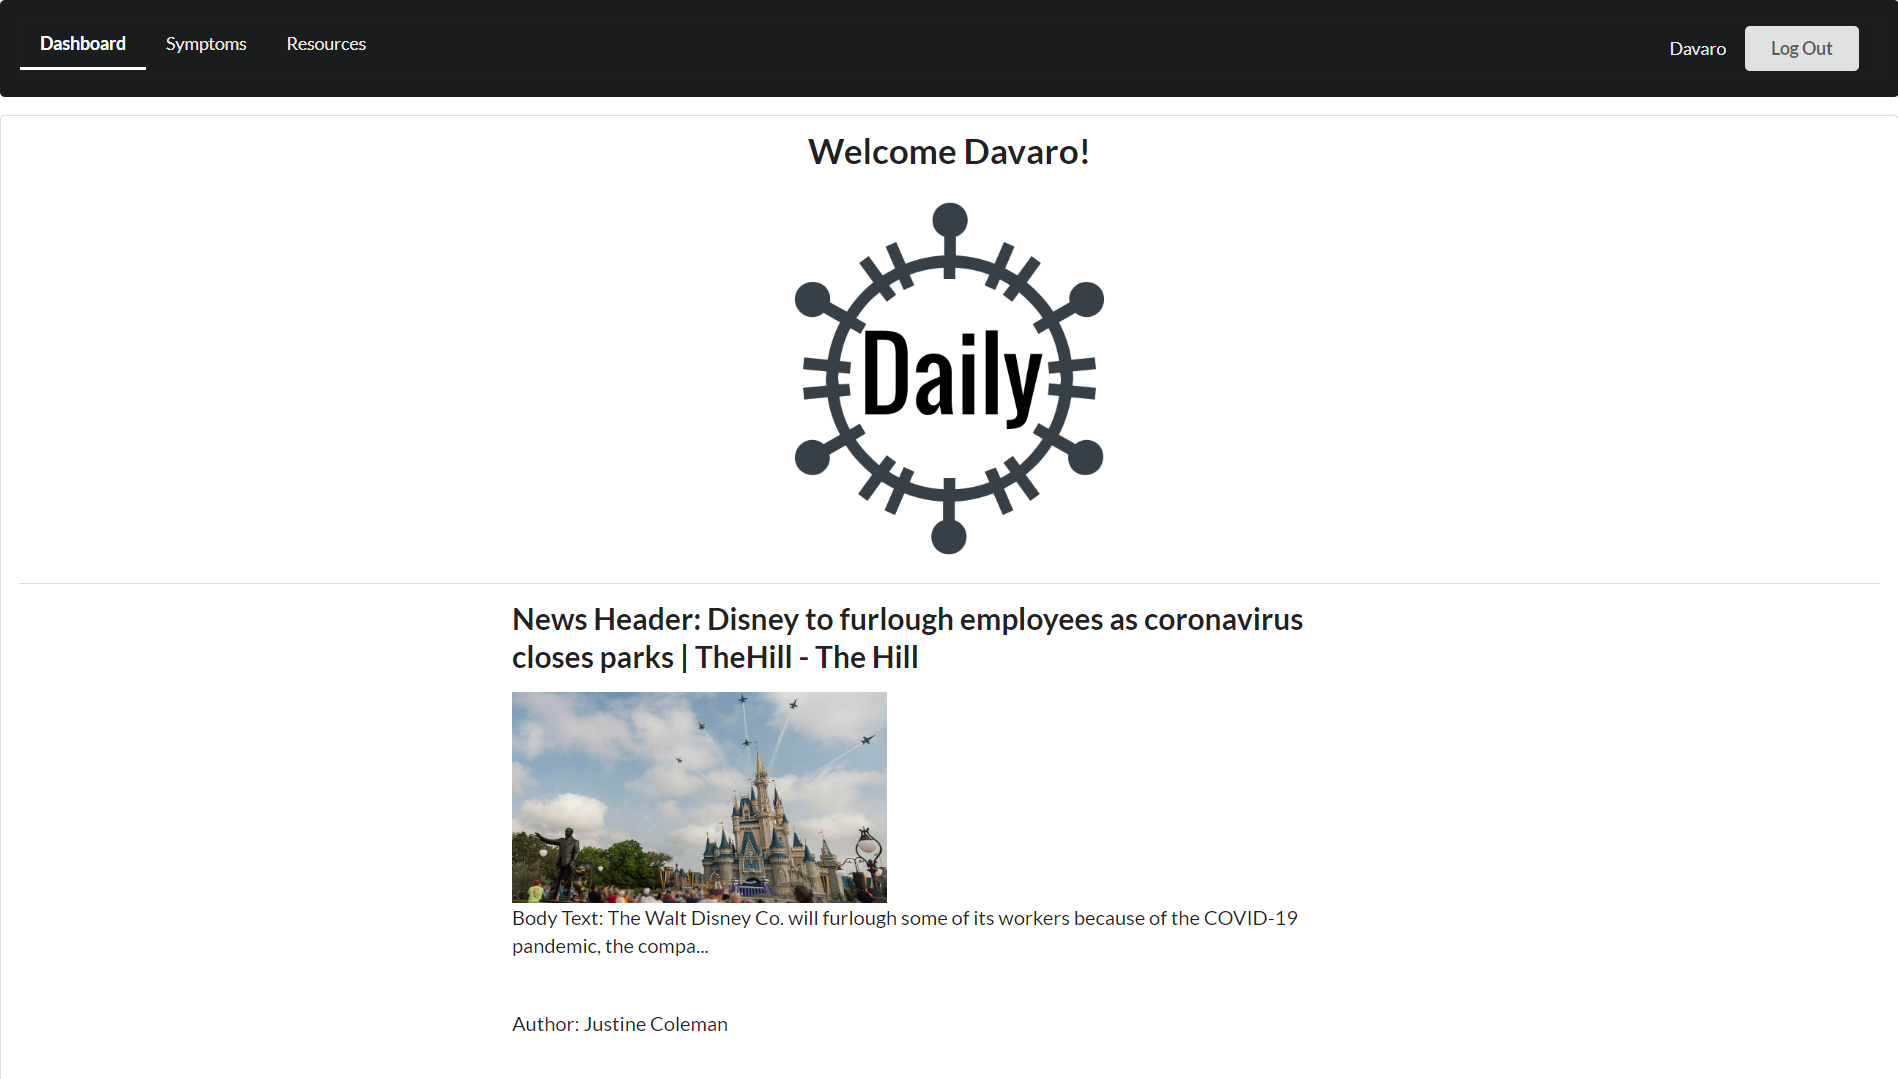 Dashboard Symptoms Resources Davaro Log Out
Welcome Davaro!
Daily
News Header: Disney to furlough employees as coronavirus
closes parks | TheHill - The Hill
Body Text: The Walt Disney Co. will furlough some of its workers because of the COVID-19
pandemic, the compa...
Author: Justine Coleman